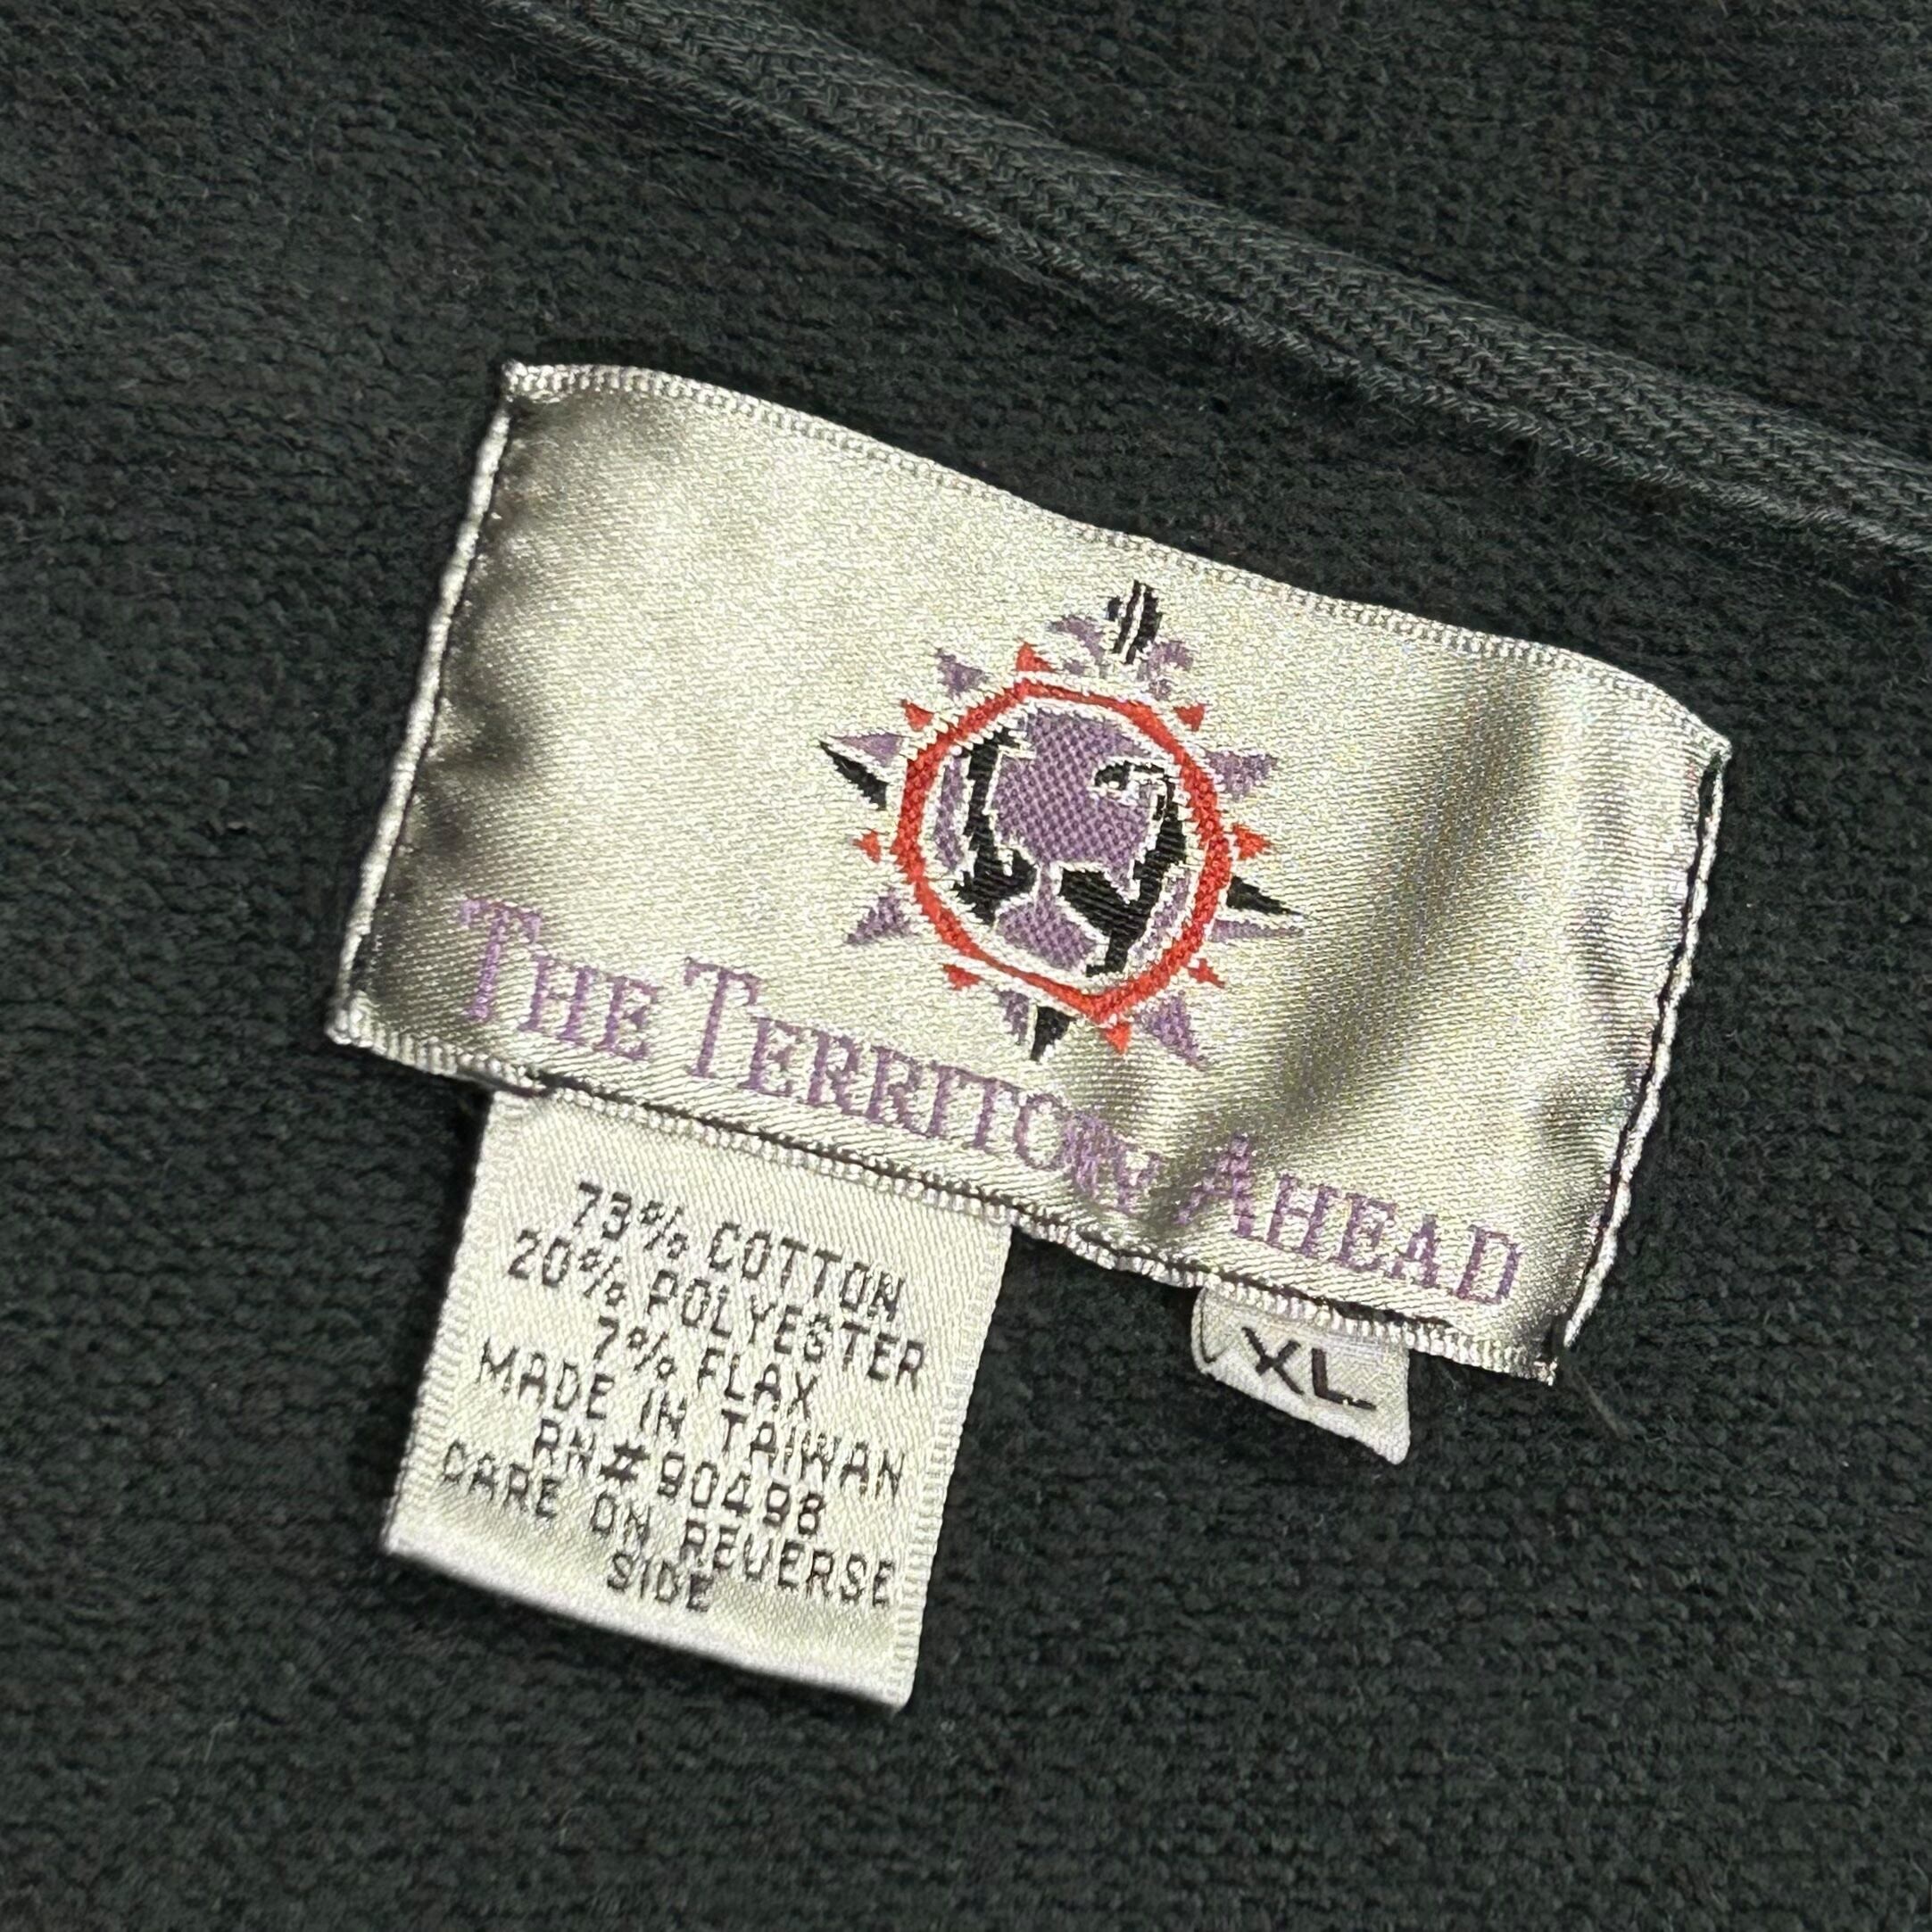 THE TERRITORY AHEAD
73% COTTON
20% POLYESTER
7% FLAX
MADE IN TAIWAN
RN#90498
CARE ON REVERSE
SIDE
XL